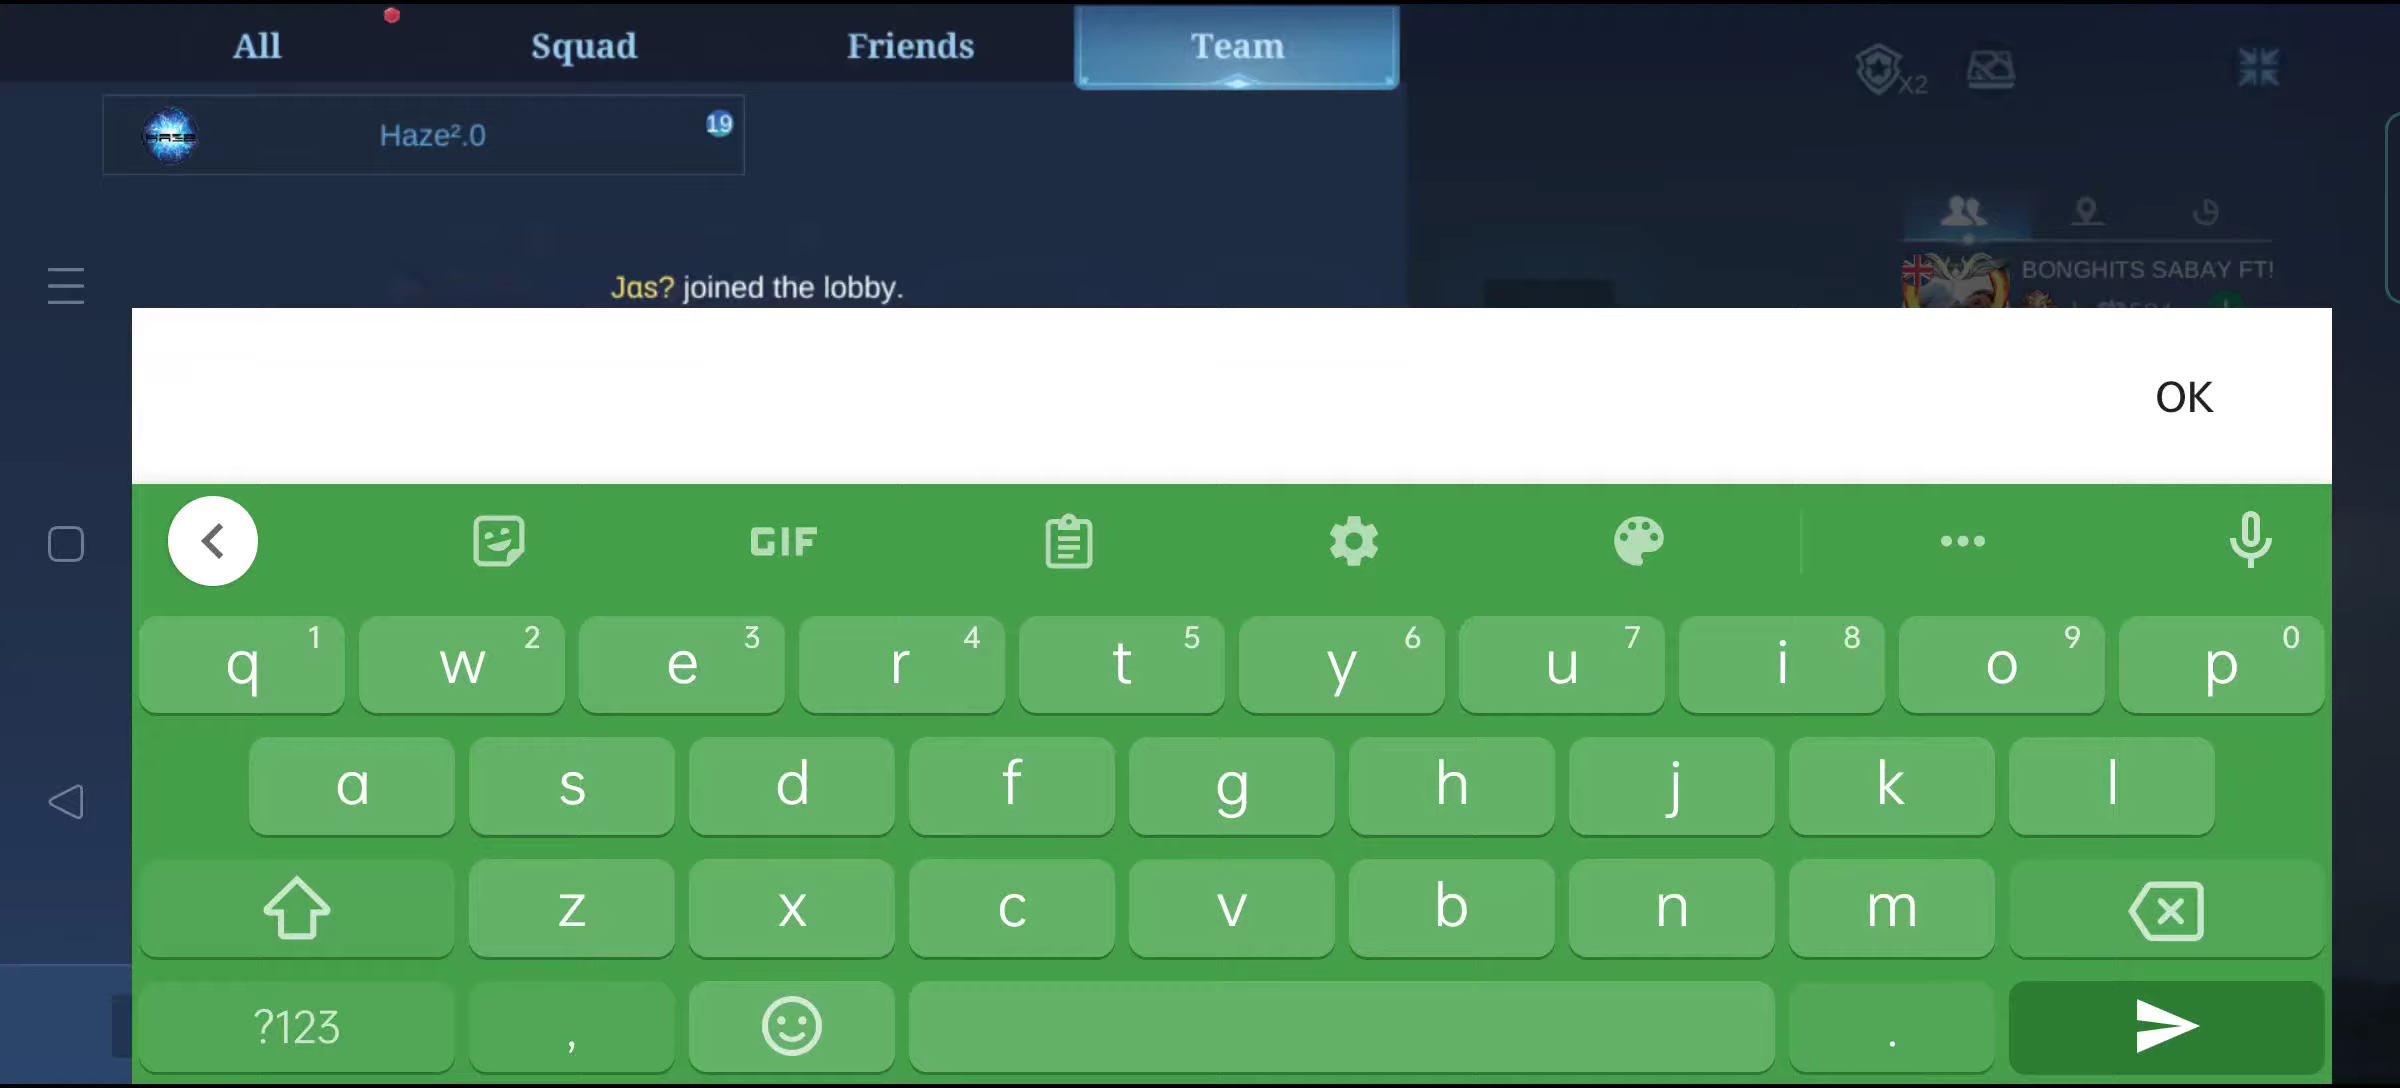 All Squad Friends Team
X2
HAZE Haze².0 19
BONGHITS SABAY FT!
Jas? joined the lobby.
OK
GIF
q 1 w 2 e 3 r 4 t 5 y 6 u 7 i 8 o 9 p 0
a s d f g h j k l
z x c v b n m
?123 , .